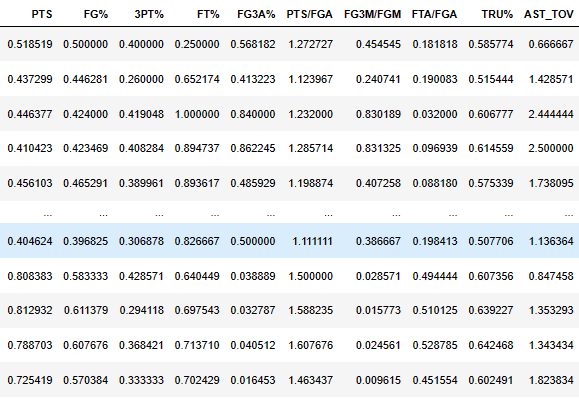 PTS FG% 3PT% FT% FG3A% PTS/FGA FG3M/FGM FTA/FGA TRU% AST_TOV
0.518519 0.500000 0.400000 0.250000 0.568182 1.272727 0.454545 0.181818 0.585774 0.666667
0.437299 0.446281 0.260000 0.652174 0.413223 1.123967 0.240741 0.190083 0.515444 1.428571
0.446377 0.424000 0.419048 1.000000 0.840000 1.232000 0.830189 0.032000 0.606777 2.444444
0.410423 0.423469 0.408284 0.894737 0.862245 1.285714 0.831325 0.096939 0.614559 2.500000
0.456103 0.465291 0.389961 0.893617 0.485929 1.198874 0.407258 0.088180 0.575339 1.738095
... ... ... ... ... ... ... ... ... ...
0.404624 0.396825 0.306878 0.826667 0.500000 1.111111 0.386667 0.198413 0.507706 1.136364
0.808383 0.583333 0.428571 0.640449 0.038889 1.500000 0.028571 0.494444 0.607356 0.847458
0.812932 0.611379 0.294118 0.697543 0.032787 1.588235 0.015773 0.510125 0.639227 1.353293
0.788703 0.607676 0.368421 0.713710 0.040512 1.607676 0.024561 0.528785 0.642468 1.343434
0.725419 0.570384 0.333333 0.702429 0.016453 1.463437 0.009615 0.451554 0.602491 1.823834